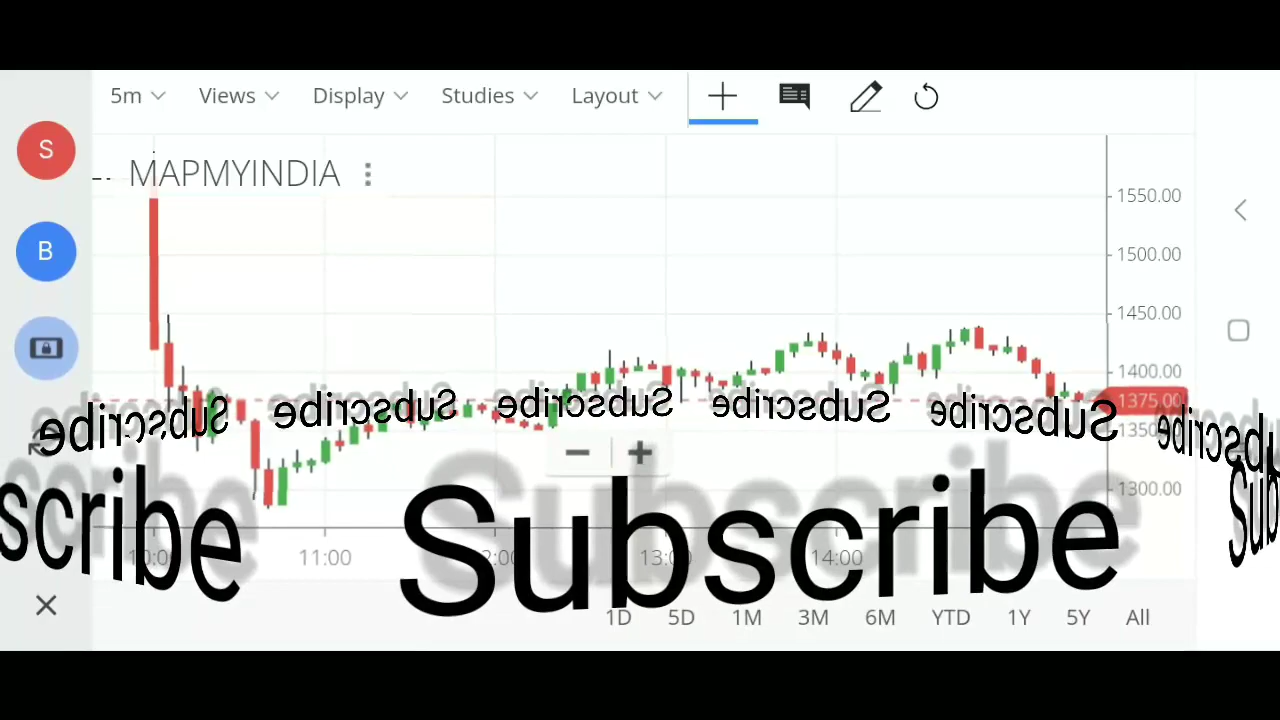 5m Views Display Studies Layout
S
MAPMYINDIA
1550.00
B
1500.00
1450.00
1400.00
1375.00
Subscribe Subscribe Subscribe Subscribe Subscribe
1300.00
scribe Subscribe Sub
10:00 11:00 13:00 14:00
1D 5D 1M 3M 6M YTD 1Y 5Y All